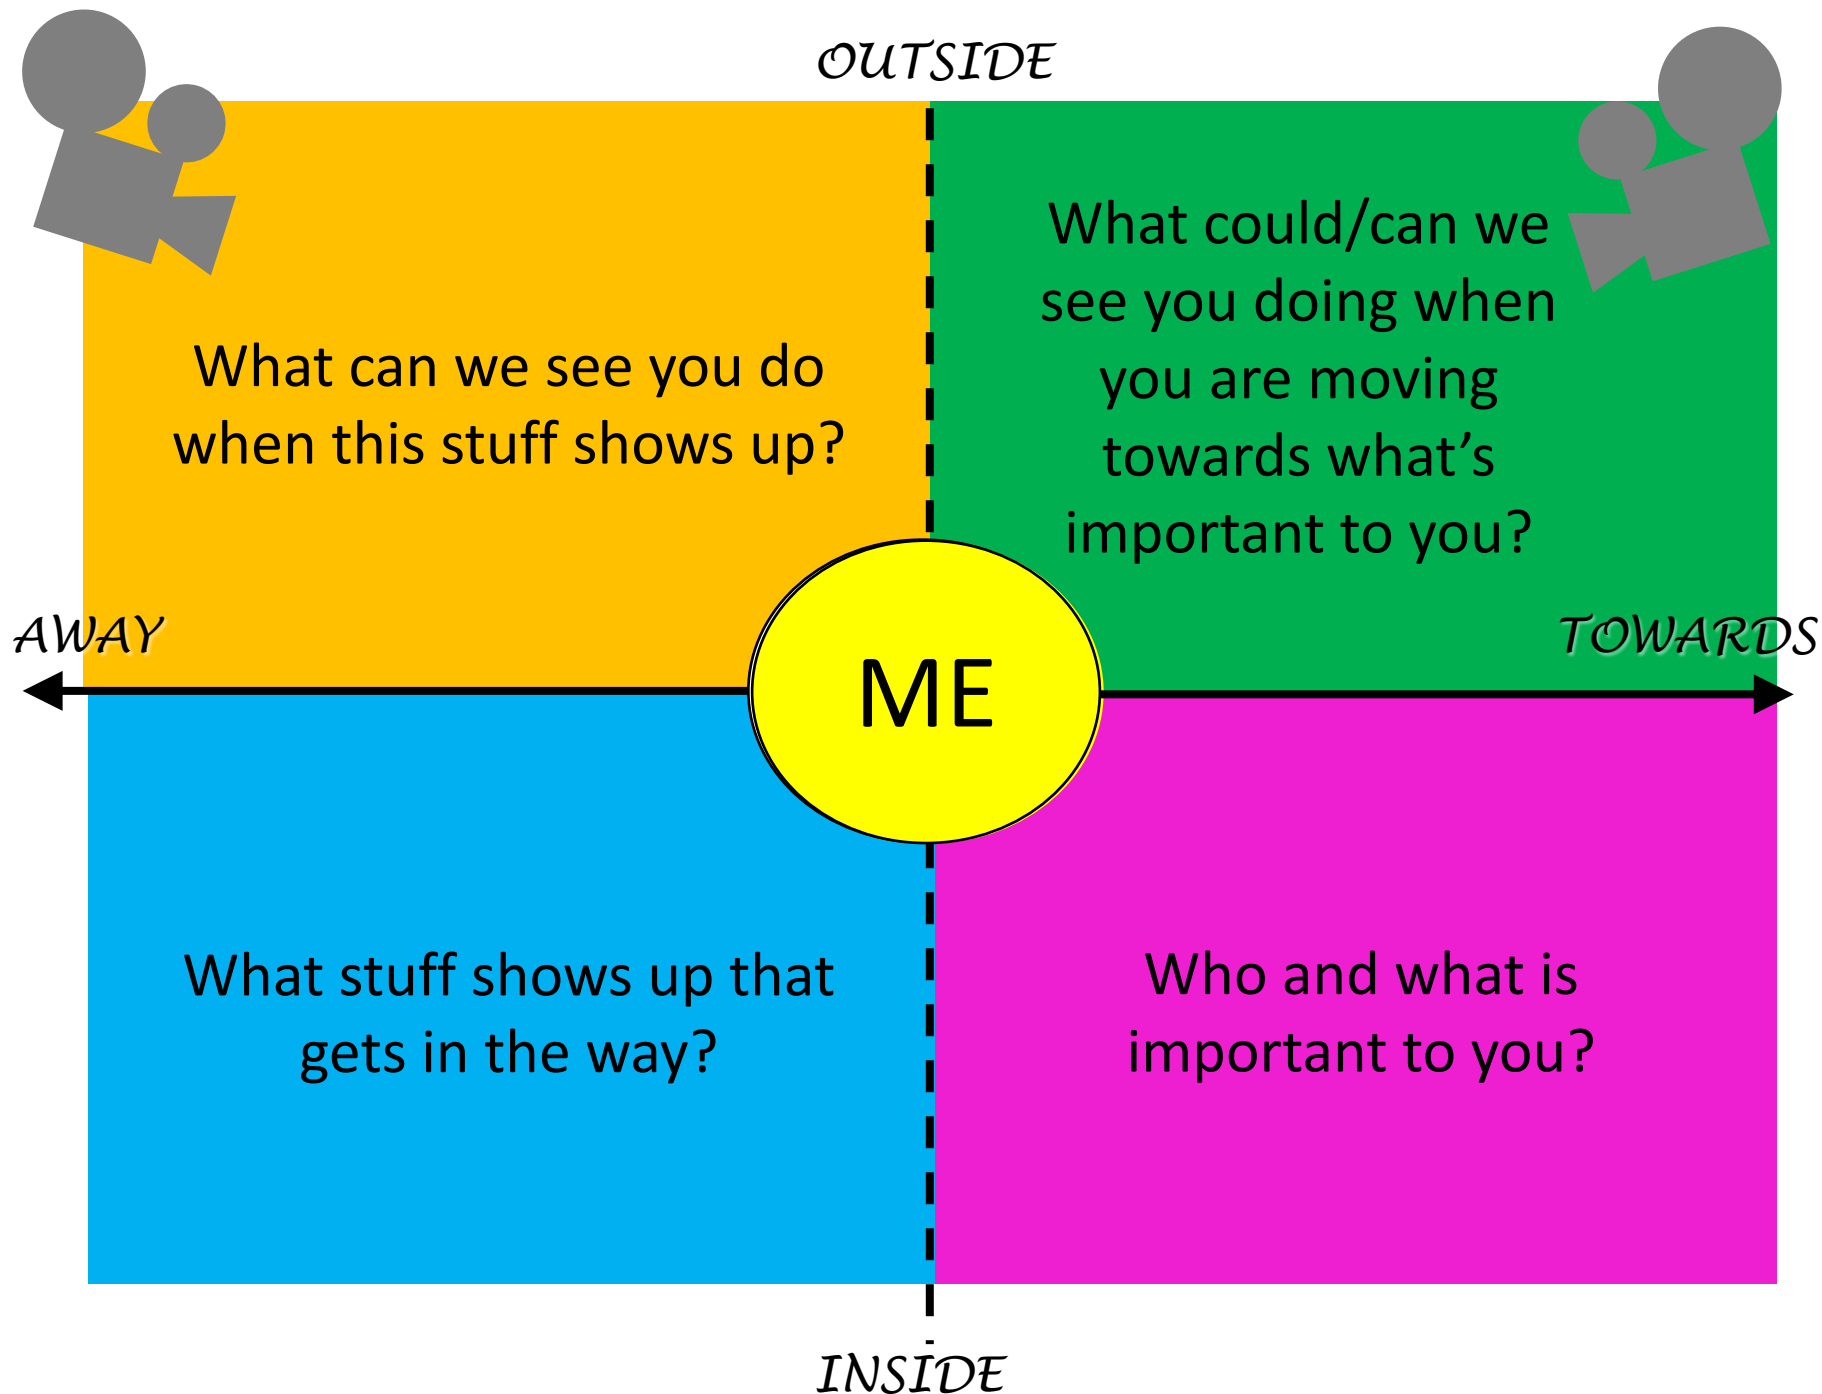 OUTSIDE
What can we see you do
when this stuff shows up?
What could/can we
see you doing when
you are moving
towards what’s
important to you?
AWAY
TOWARDS
ME
What stuff shows up that
gets in the way?
Who and what is
important to you?
INSIDE